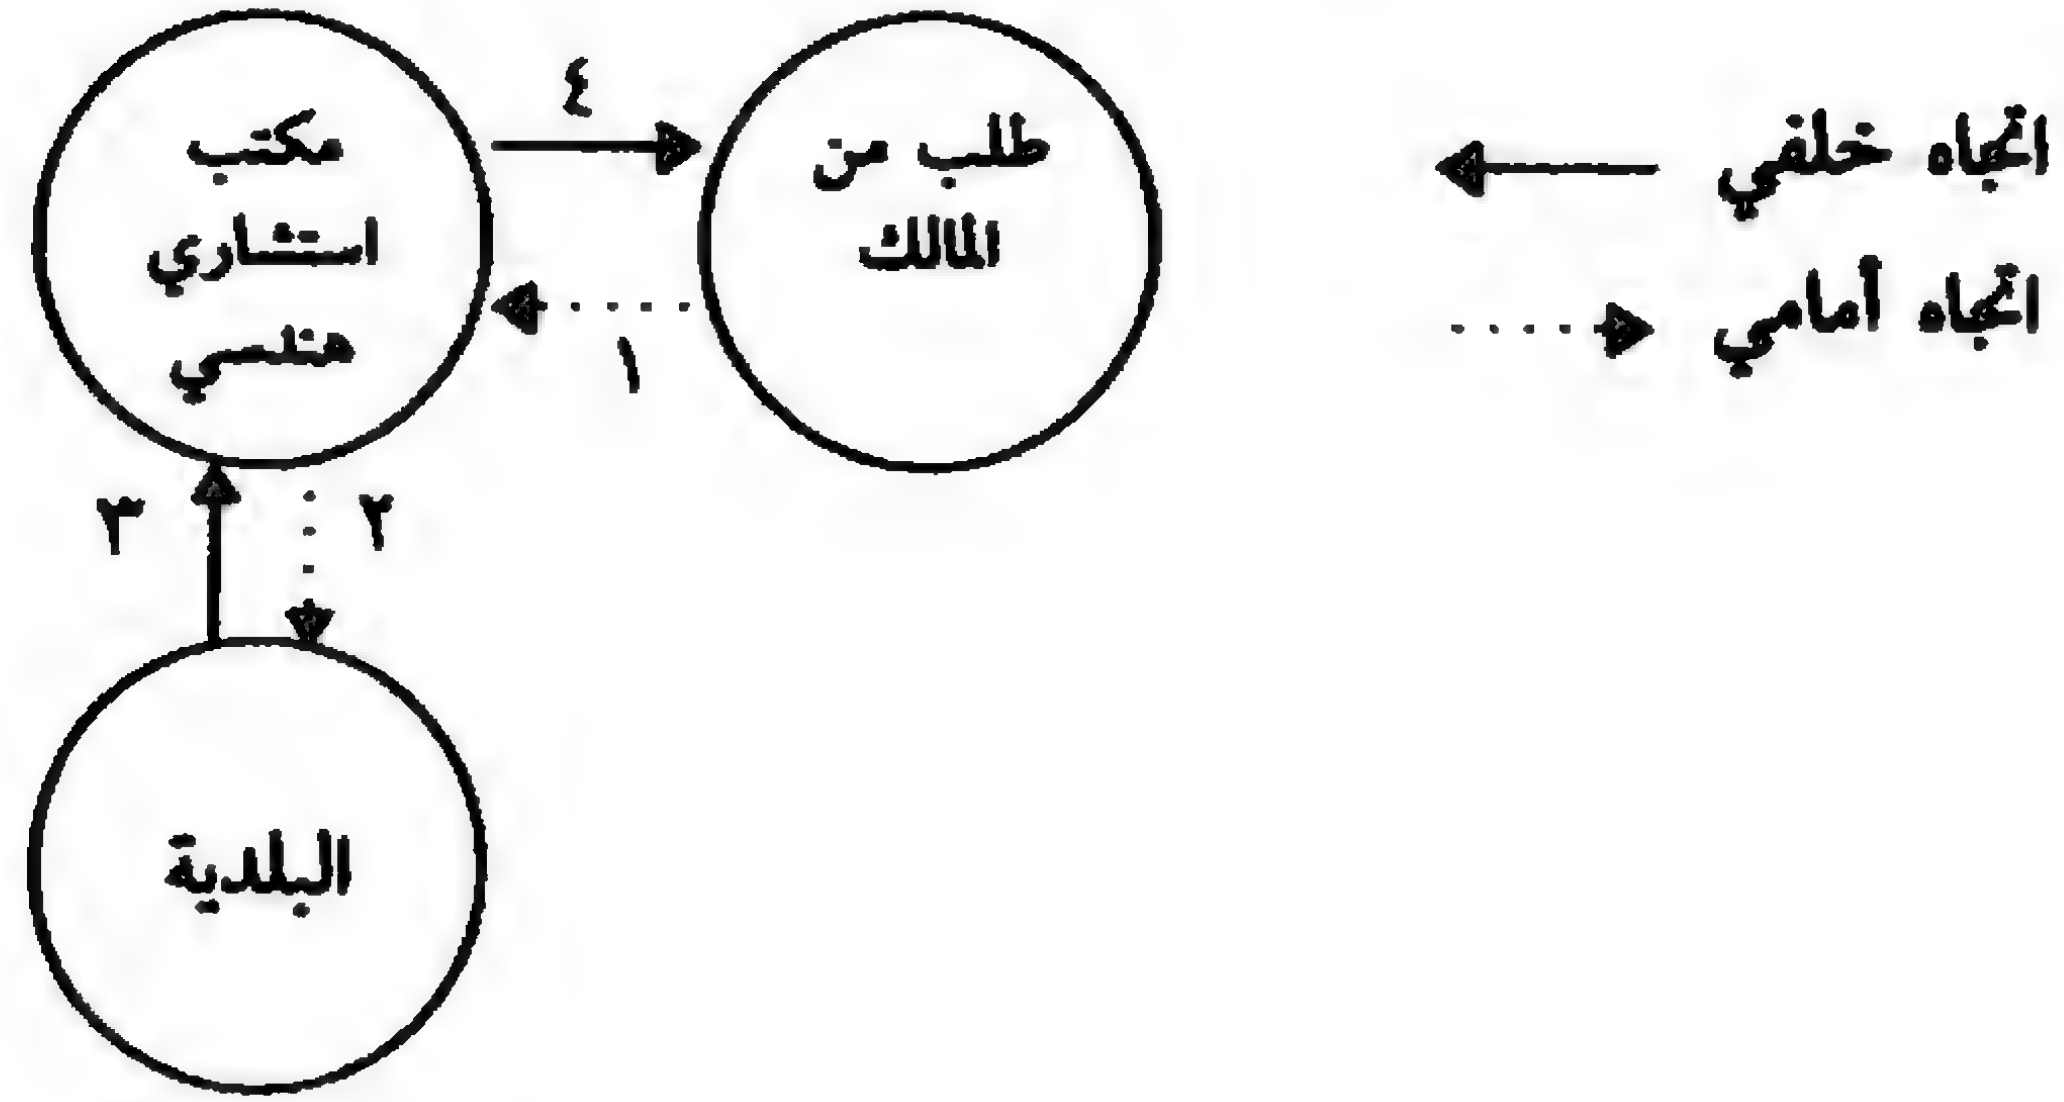 مكتب
استشاري
هندسي
٤
١
طلب من
المالك
اتجاه خلفي
اتجاه أمامي
٣
٢
البلدية